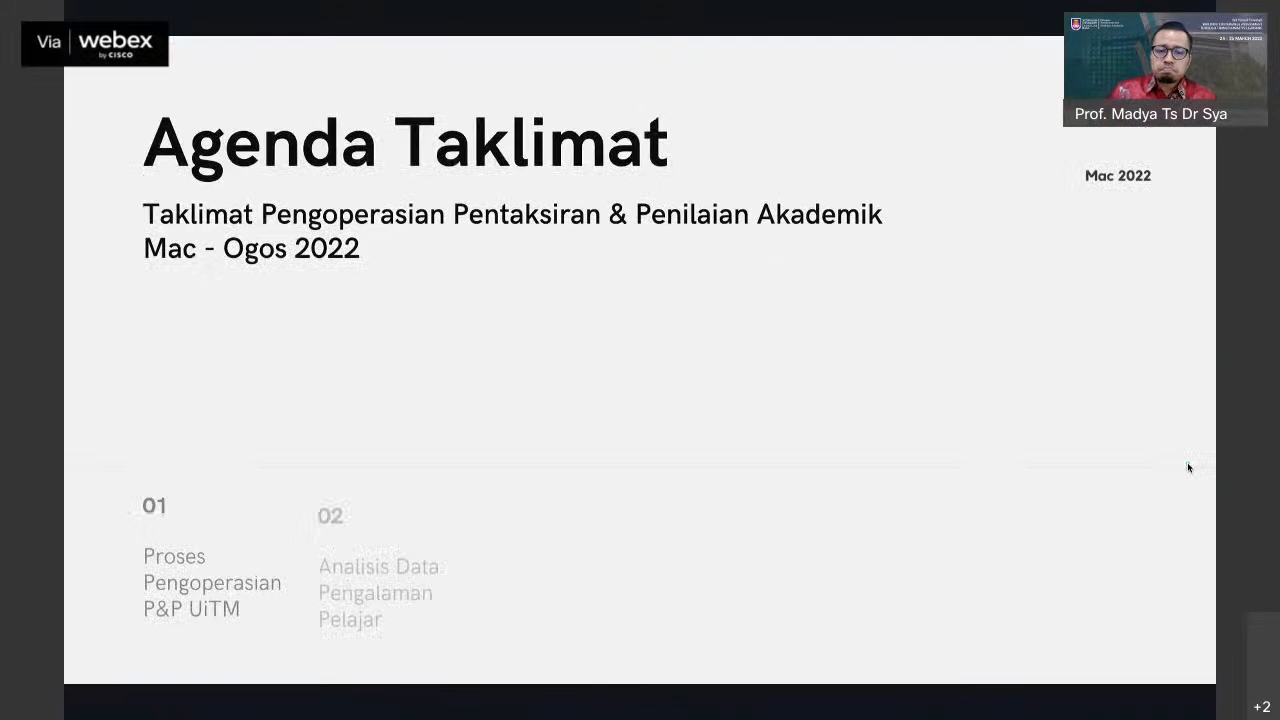 Via webex
by CISCO
Prof. Madya Ts Dr Sya
Agenda Taklimat
Mac 2022
Taklimat Pengoperasian Pentaksiran & Penilaian Akademik
Mac - Ogos 2022
01
Proses
Pengoperasian
P&P UiTM
02
Analisis Data
Pengalaman
Pelajar
+2